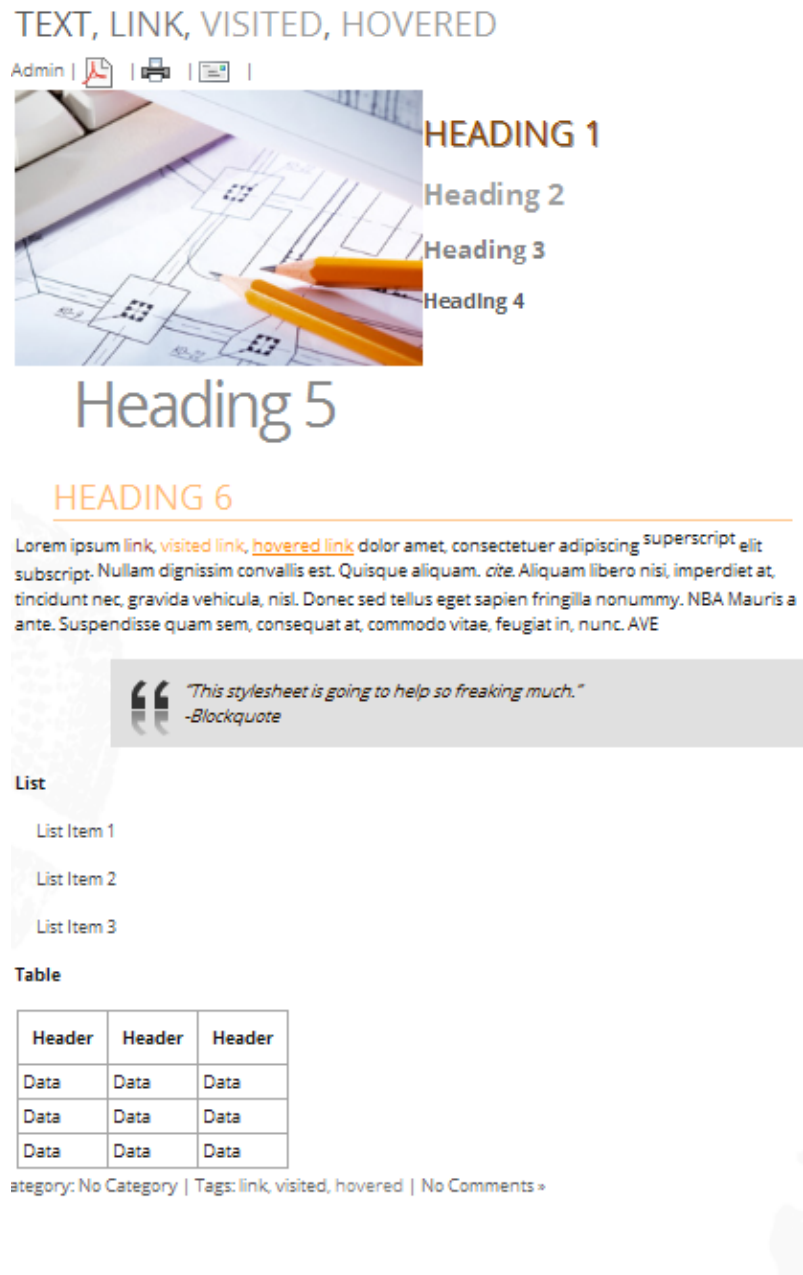 TEXT, LINK, VISITED, HOVERED
Admin | | | |
HEADING 1
Heading 2
Heading 3
Heading 4
Heading 5
HEADING 6
Lorem ipsum link, visited link, hovered link dolor amet, consectetuer adipiscing superscript elit
subscript. Nullam dignissim convallis est. Quisque aliquam. cite. Aliquam libero nisi, imperdiet at,
tincidunt nec, gravida vehicula, nisl. Donec sed tellus eget sapien fringilla nonummy. NBA Mauris a
ante. Suspendisse quam sem, consequat at, commodo vitae, feugiat in, nunc. AVE
“This stylesheet is going to help so freaking much.”
-Blockquote
List
List Item 1
List Item 2
List Item 3
Table
Header Header Header
Data Data Data
Data Data Data
Data Data Data
ategory: No Category | Tags: link, visited, hovered | No Comments »